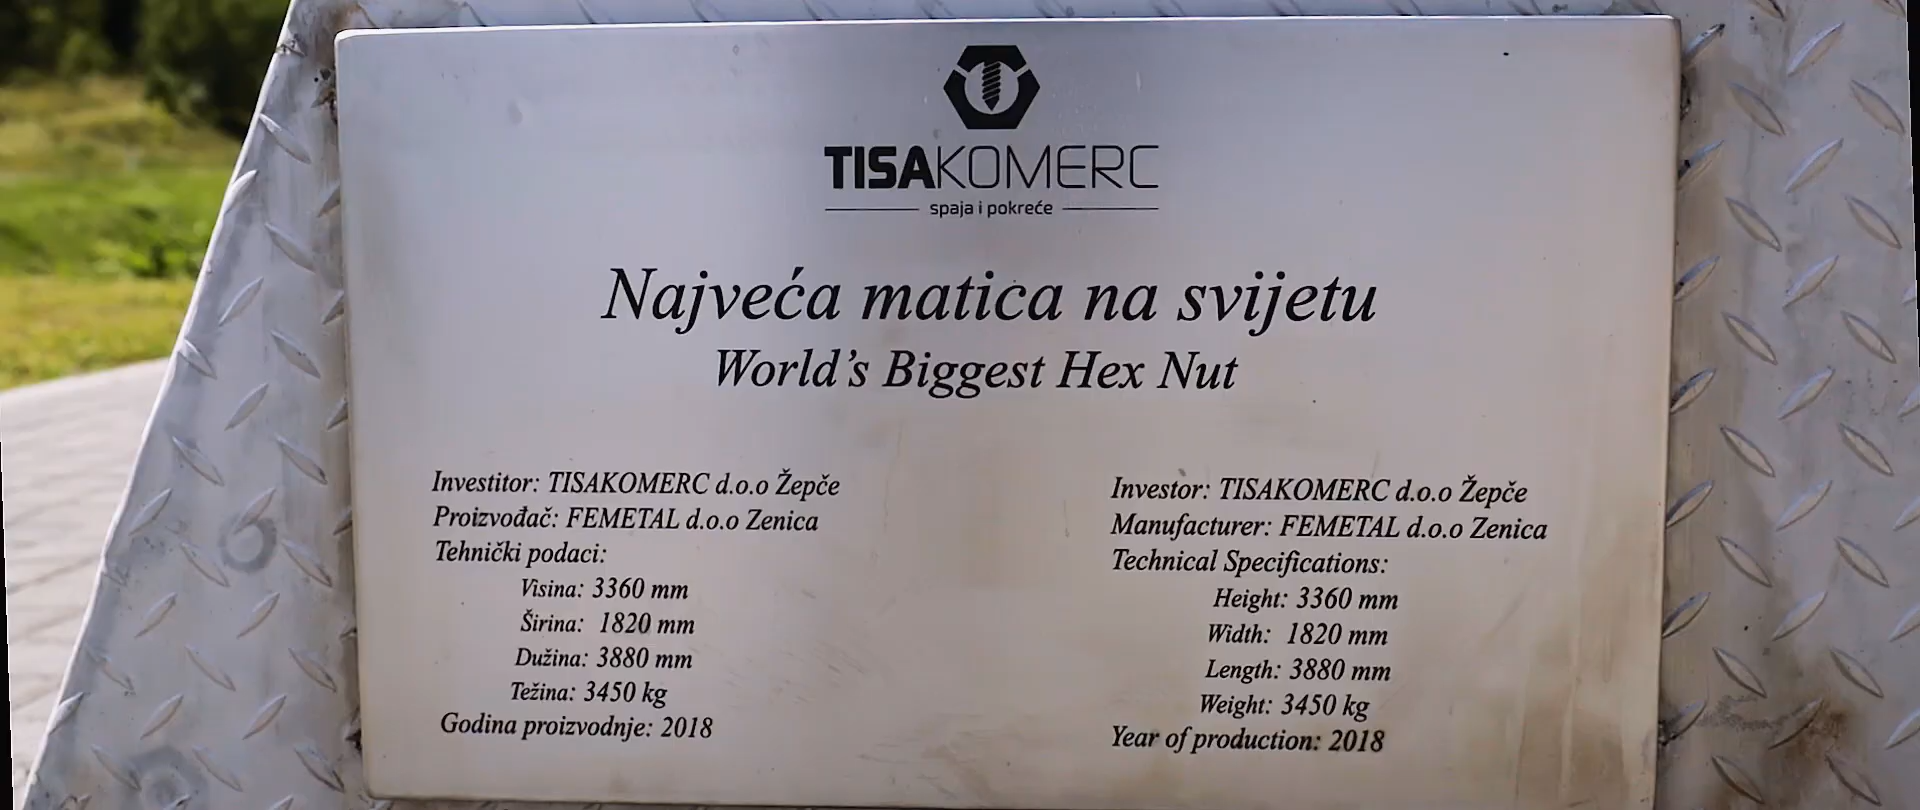 TISAKOMERC
spaja i pokreće
Najveća matica na svijetu
World's Biggest Hex Nut
Investitor: TISAKOMERC d.o.o Žepče
Proizvođač: FEMETAL d.o.o Zenica
Tehnički podaci:
Visina: 3360 mm
Širina: 1820 mm
Dužina: 3880 mm
Težina: 3450 kg
Godina proizvodnje: 2018
Investor: TISAKOMERC d.o.o Žepče
Manufacturer: FEMETAL d.o.o Zenica
Technical Specifications:
Height: 3360 mm
Width: 1820 mm
Length: 3880 mm
Weight: 3450 kg
Year of production: 2018